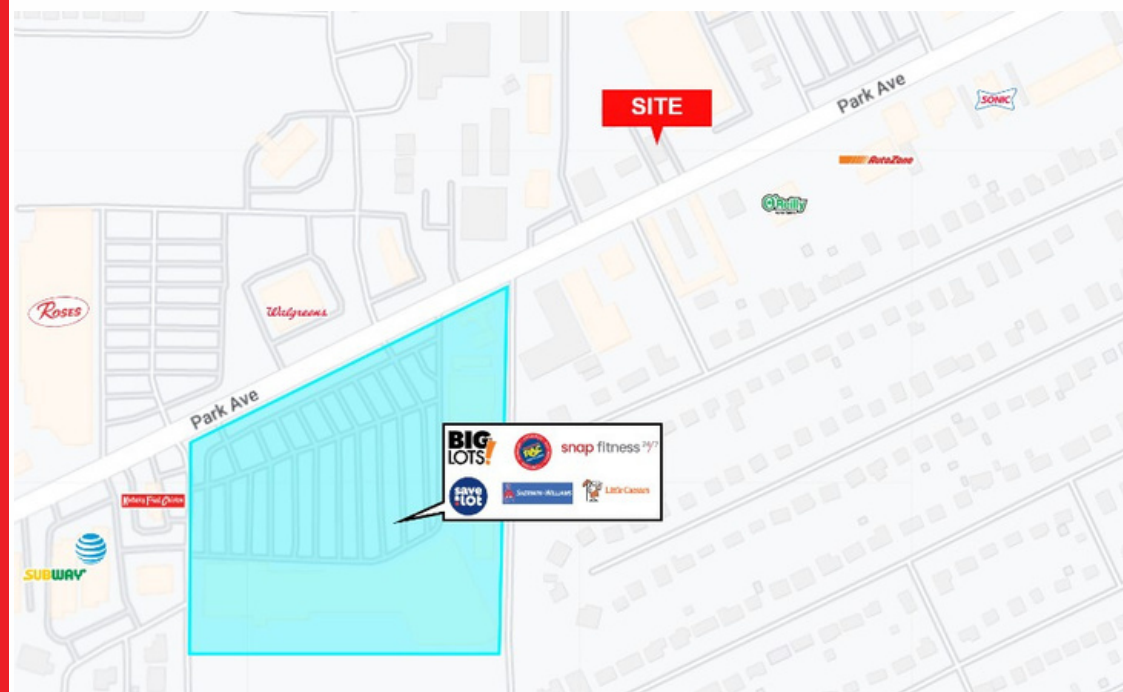 SITE
Park Ave
SONIC
AutoZone
O'Reilly
ROSES
Walgreens
Park Ave
BIG
LOTS!
snap fitness 24/7
save
a lot
SHERWIN-WILLIAMS
Little Caesars
Kentucky Fried Chicken
SUBWAY